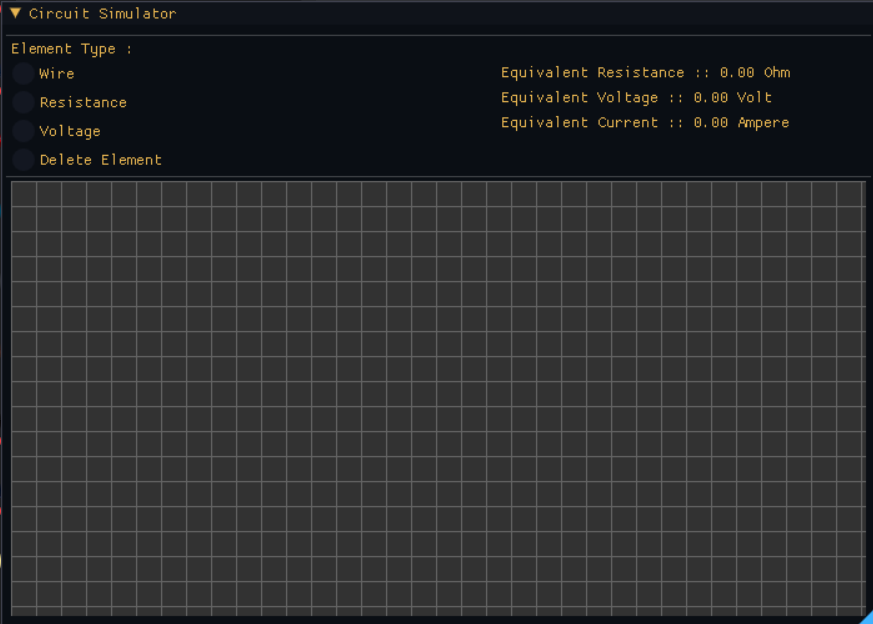 Circuit Simulator
Element Type :
Wire
Resistance
Voltage
Delete Element
Equivalent Resistance :: 0.00 Ohm
Equivalent Voltage :: 0.00 Volt
Equivalent Current :: 0.00 Ampere